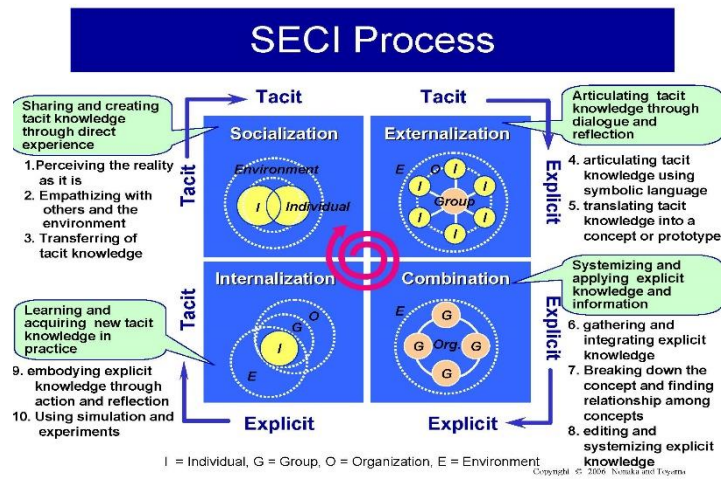 SECI Process
Tacit
Tacit
Sharing and creating
tacit knowledge
through direct
experience
1.Perceiving the reality
as it is
2. Empathizing with
others and the
environment
3. Transferring of
tacit knowledge
Tacit
Socialization
Environment
I
Individual
Externalization
E
O
I
I
I
Group
I
I
I
Explicit
Articulating tacit
knowledge through
dialogue and
reflection
4. articulating tacit
knowledge using
symbolic language
5. translating tacit
knowledge into a
concept or prototype
Learning and
acquiring new tacit
knowledge in
practice
9. embodying explicit
knowledge through
action and reflection
10. Using simulation and
experiments
Tacit
Internalization
O
G
I
E
Combination
E
G
G
Org.
G
G
Explicit
Systemizing and
applying explicit
knowledge and
information
6. gathering and
integrating explicit
knowledge
7. Breaking down the
concept and finding
relationship among
concepts
8. editing and
systemizing explicit
knowledge
Explicit
Explicit
I = Individual, G = Group, O = Organization, E = Environment
Copyright © 2006 Nonaka and Toyama